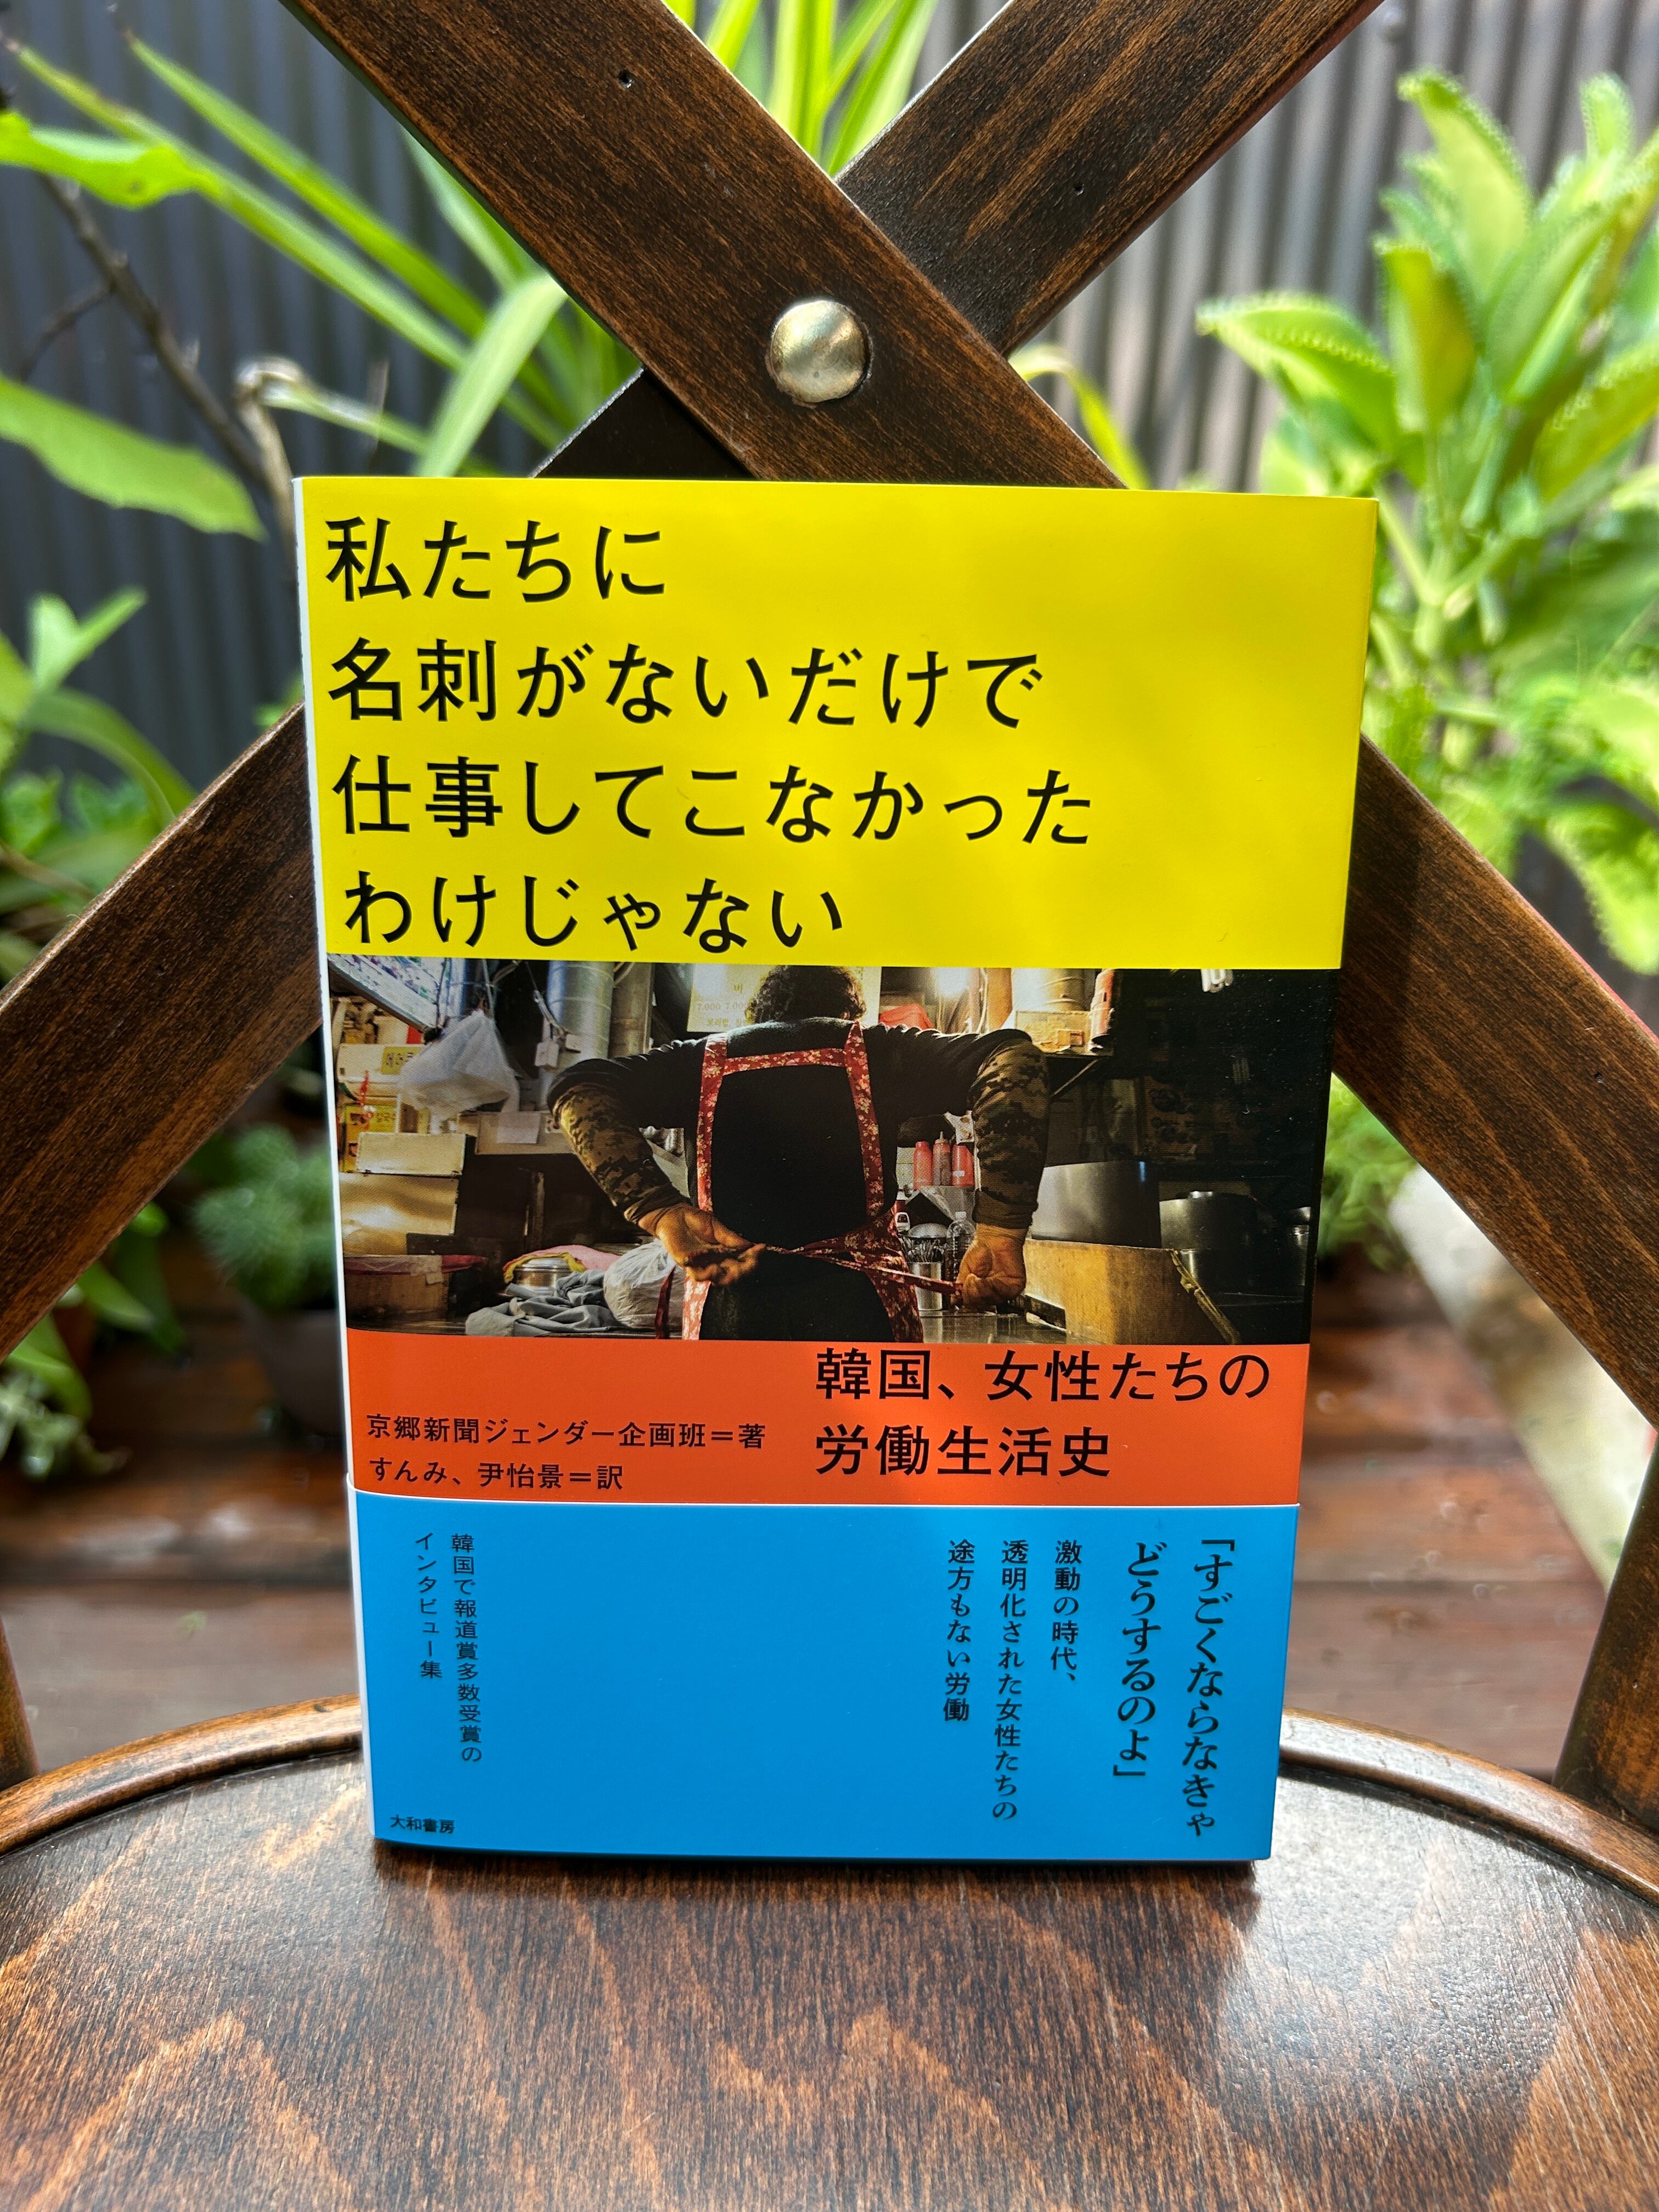 私たちに
名刺がないだけで
仕事してこなかった
わけじゃない
韓国、女性たちの
労働生活史
京郷新聞ジェンダー企画班＝著
すんみ、尹怡景＝訳
「すごくならなきゃ
どうするのよ」
激動の時代、
透明化された女性たちの
途方もない労働
韓国で報道賞多数受賞の
インタビュー集
大和書房